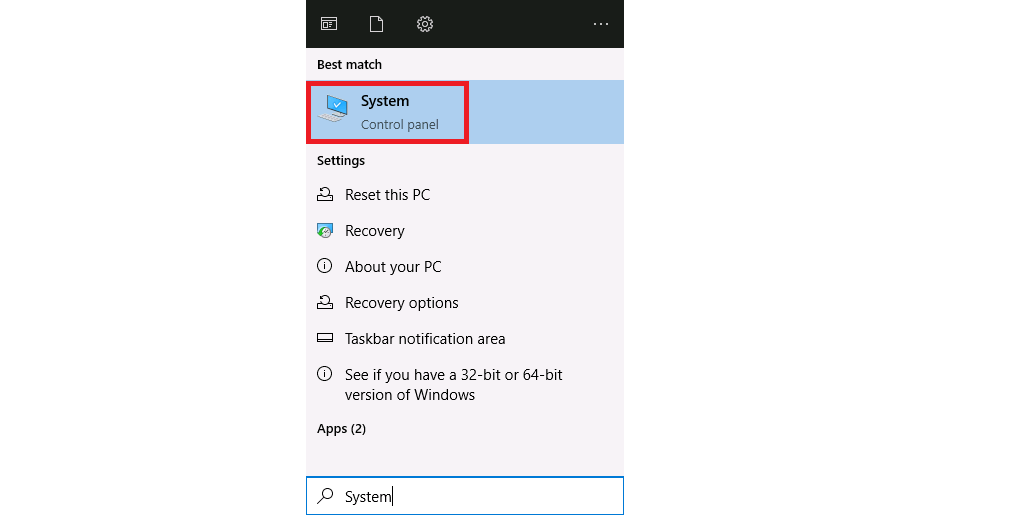 Best match
System
Control panel
Settings
Reset this PC
Recovery
About your PC
Recovery options
Taskbar notification area
See if you have a 32-bit or 64-bit
version of Windows
Apps (2)
System